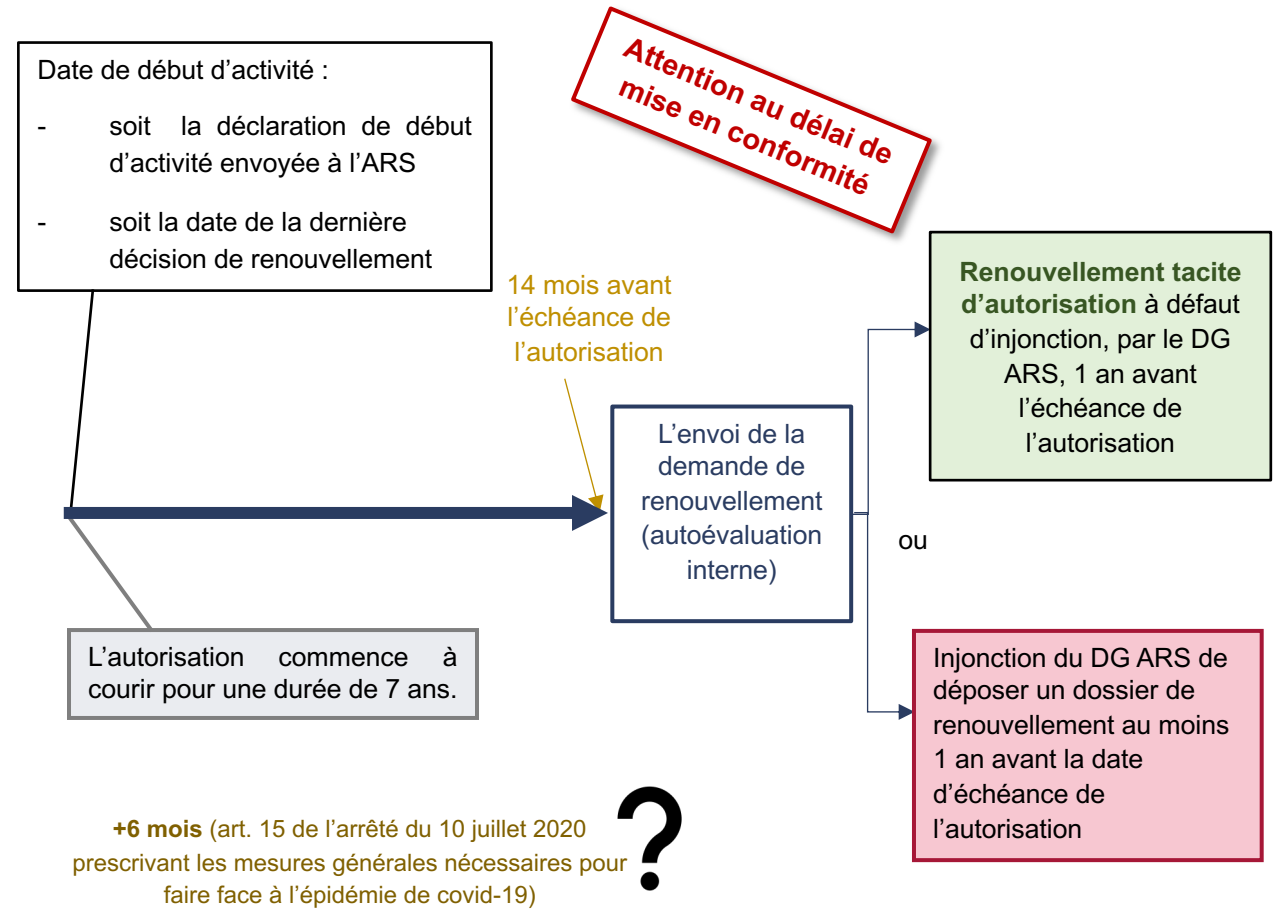 Date de début d'activité :
- soit la déclaration de début
d'activité envoyée à l'ARS
- soit la date de la dernière
décision de renouvellement
Attention au délai de
mise en conformité
14 mois avant
l'échéance de
l'autorisation
L'envoi de la
demande de
renouvellement
(autoévaluation
interne)
Renouvellement tacite
d'autorisation à défaut
d'injonction, par le DG
ARS, 1 an avant
l'échéance de
l'autorisation
ou
Injonction du DG ARS de
déposer un dossier de
renouvellement au moins
1 an avant la date
d'échéance de
l'autorisation
L'autorisation commence à
courir pour une durée de 7 ans.
+6 mois (art. 15 de l'arrêté du 10 juillet 2020
prescrivant les mesures générales nécessaires pour
faire face à l'épidémie de covid-19)
?